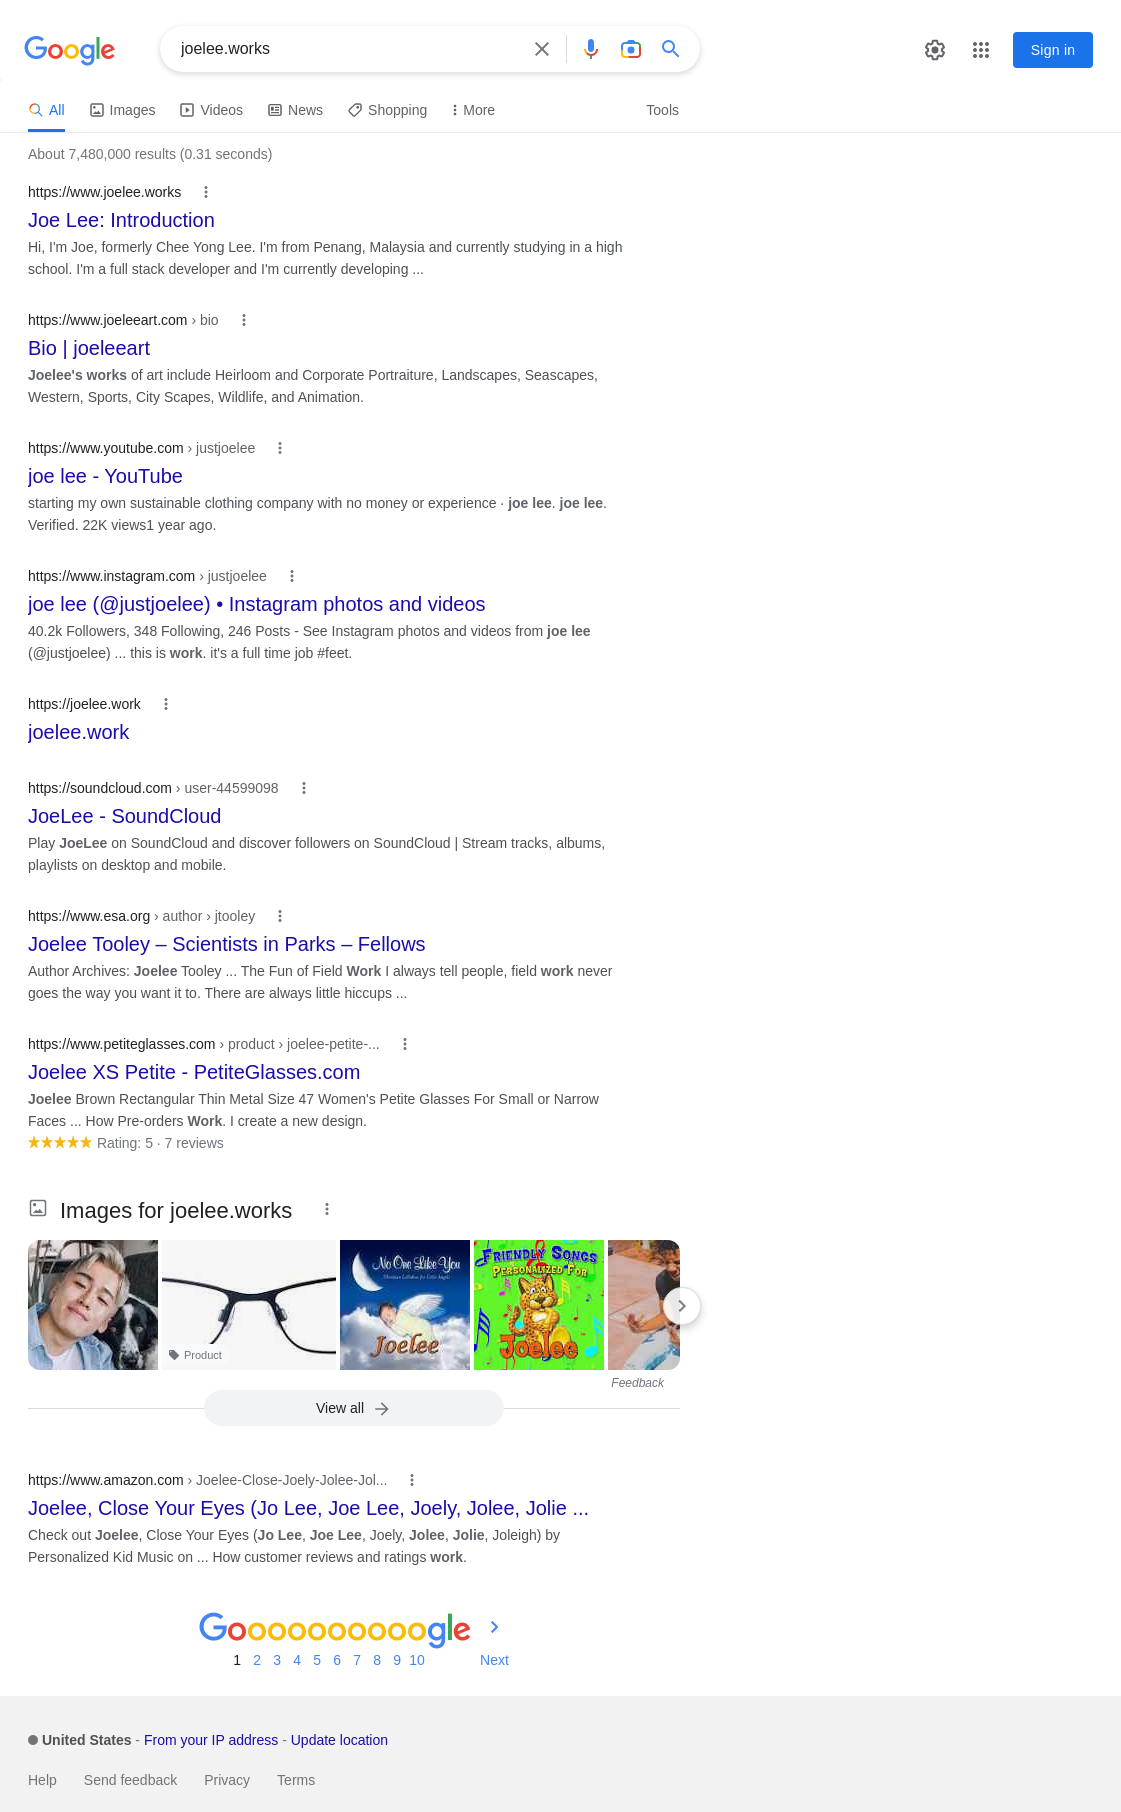 Google
joelee.works
Sign in
All
Images
Videos
News
Shopping
More
Tools
About 7,480,000 results (0.31 seconds)
https://www.joelee.works
Joe Lee: Introduction
Hi, I'm Joe, formerly Chee Yong Lee. I'm from Penang, Malaysia and currently studying in a high
school. I'm a full stack developer and I'm currently developing ...
https://www.joeleeart.com › bio
Bio | joeleeart
Joelee's works of art include Heirloom and Corporate Portraiture, Landscapes, Seascapes,
Western, Sports, City Scapes, Wildlife, and Animation.
https://www.youtube.com › justjoelee
joe lee - YouTube
starting my own sustainable clothing company with no money or experience · joe lee. joe lee.
Verified. 22K views1 year ago.
https://www.instagram.com › justjoelee
joe lee (@justjoelee) • Instagram photos and videos
40.2k Followers, 348 Following, 246 Posts - See Instagram photos and videos from joe lee
(@justjoelee) ... this is work. it's a full time job #feet.
https://joelee.work
joelee.work
https://soundcloud.com › user-44599098
JoeLee - SoundCloud
Play JoeLee on SoundCloud and discover followers on SoundCloud | Stream tracks, albums,
playlists on desktop and mobile.
https://www.esa.org › author › jtooley
Joelee Tooley – Scientists in Parks – Fellows
Author Archives: Joelee Tooley ... The Fun of Field Work I always tell people, field work never
goes the way you want it to. There are always little hiccups ...
https://www.petiteglasses.com › product › joelee-petite-...
Joelee XS Petite - PetiteGlasses.com
Joelee Brown Rectangular Thin Metal Size 47 Women's Petite Glasses For Small or Narrow
Faces ... How Pre-orders Work. I create a new design.
Rating: 5 · 7 reviews
Images for joelee.works
Product
No One Like You
Christian Lullabies for Little Angels
Joelee
FRIENDLY SONGS
PERSONALIZED FOR
Joelee
Feedback
View all
https://www.amazon.com › Joelee-Close-Joely-Jolee-Jol...
Joelee, Close Your Eyes (Jo Lee, Joe Lee, Joely, Jolee, Jolie ...
Check out Joelee, Close Your Eyes (Jo Lee, Joe Lee, Joely, Jolee, Jolie, Joleigh) by
Personalized Kid Music on ... How customer reviews and ratings work.
Goooooooooogle
1 2 3 4 5 6 7 8 9 10 Next
United States - From your IP address - Update location
Help Send feedback Privacy Terms